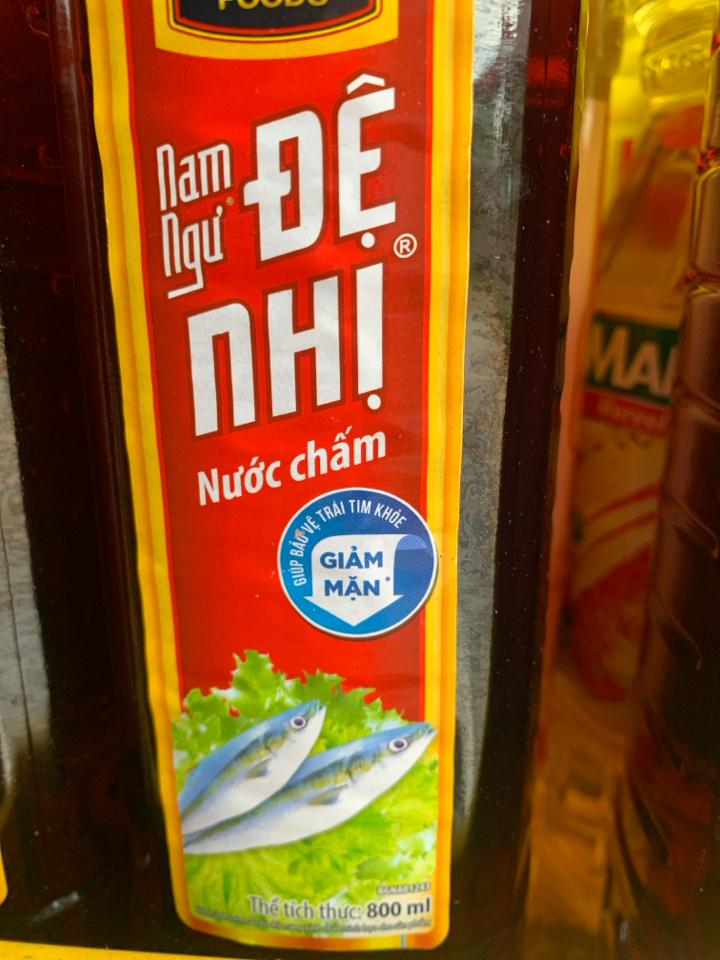 FOODS
Nam
Ngư®
ĐỆ
NHỊ®
Nước chấm
GIÚP BẢO VỆ TRÁI TIM KHỎE
GIẢM
MẶN*
Thể tích thực: 800 ml